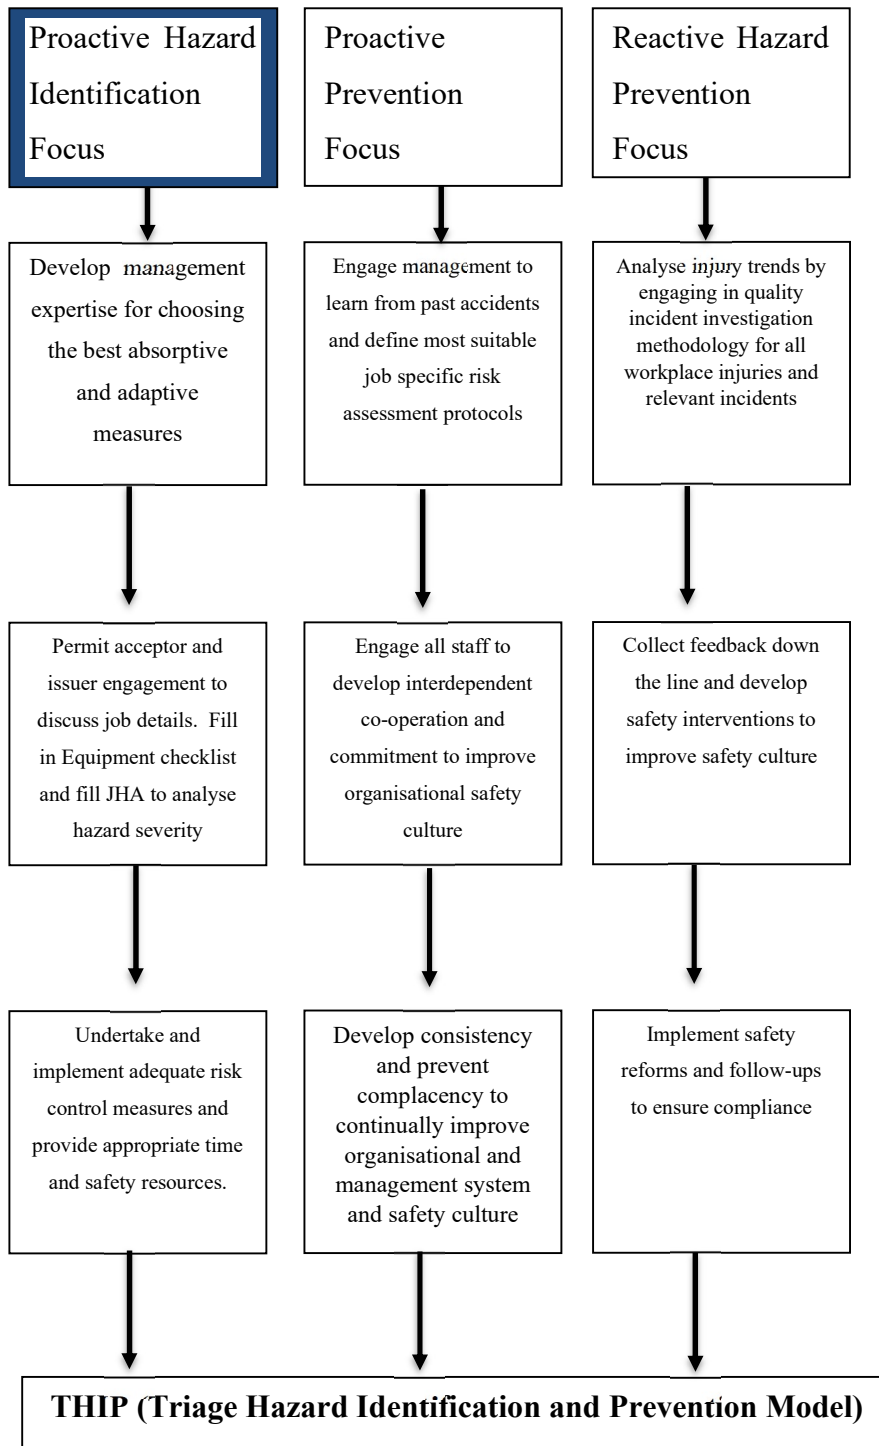 Proactive Hazard
Identification
Focus
Proactive
Prevention
Focus
Reactive Hazard
Prevention
Focus
Develop management
expertise for choosing
the best absorptive
and adaptive
measures
Engage management to
learn from past accidents
and define most suitable
job specific risk
assessment protocols
Analyse injury trends by
engaging in quality
incident investigation
methodology for all
workplace injuries and
relevant incidents
Permit acceptor and
issuer engagement to
discuss job details. Fill
in Equipment checklist
and fill JHA to analyse
hazard severity
Engage all staff to
develop interdependent
co-operation and
commitment to improve
organisational safety
culture
Collect feedback down
the line and develop
safety interventions to
improve safety culture
Undertake and
implement adequate risk
control measures and
provide appropriate time
and safety resources.
Develop consistency
and prevent
complacency to
continually improve
organisational and
management system
and safety culture
Implement safety
reforms and follow-ups
to ensure compliance
THIP (Triage Hazard Identification and Prevention Model)